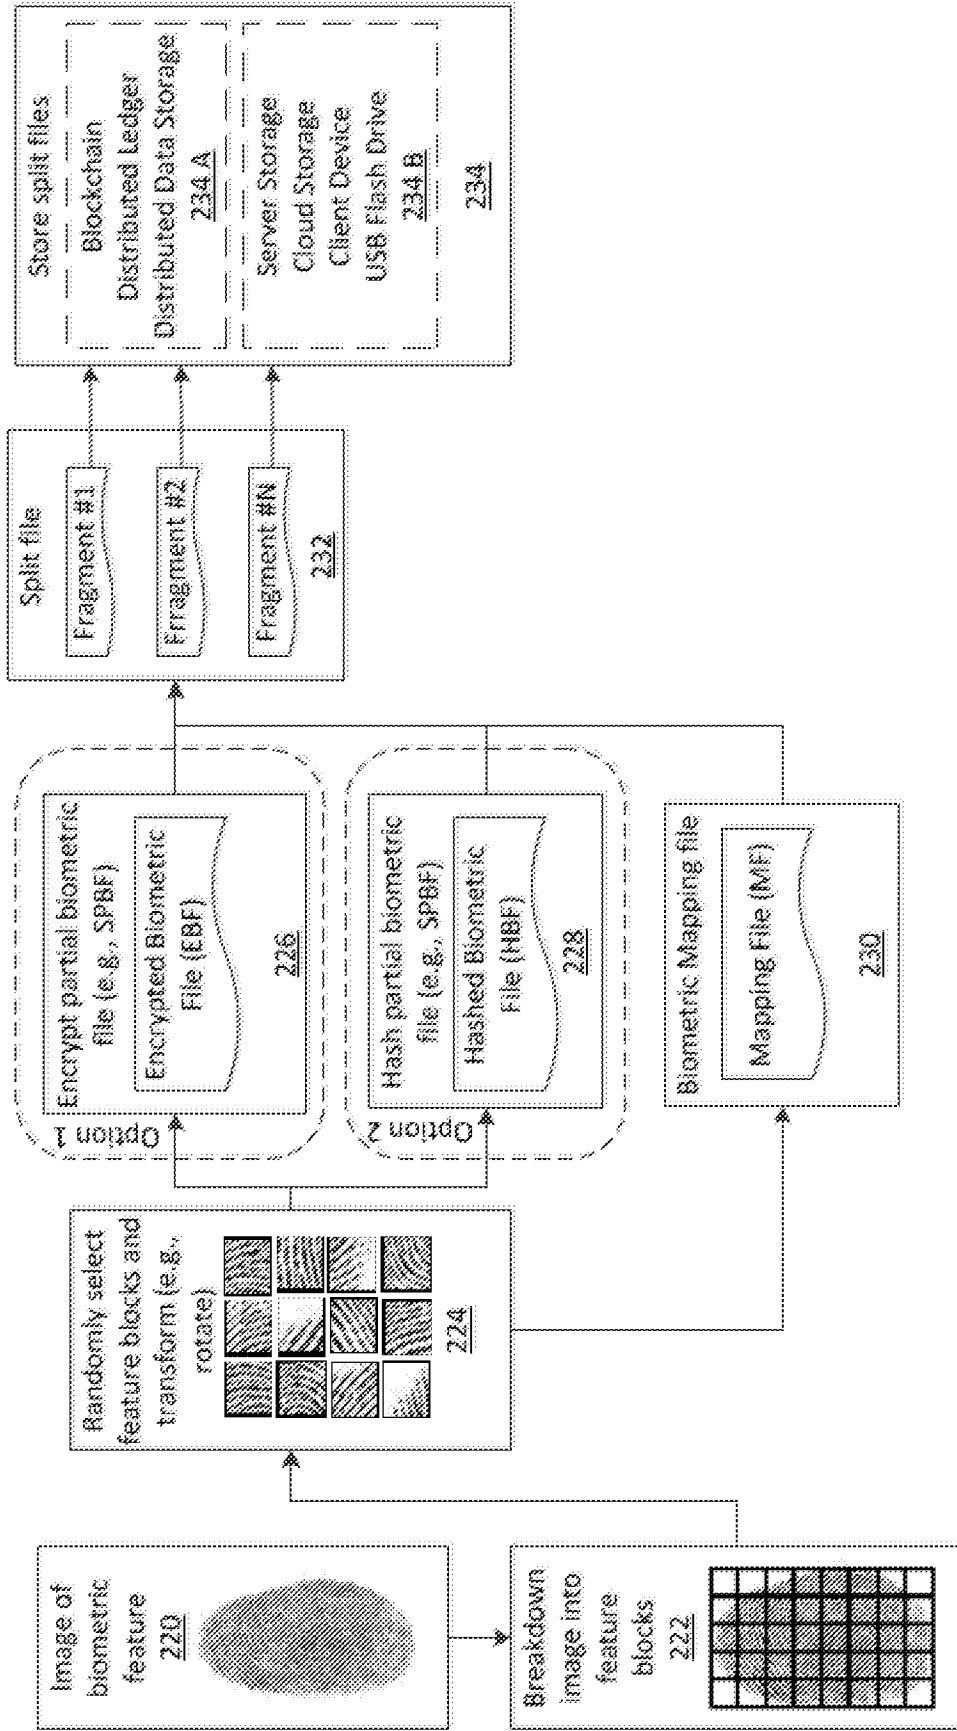 Image of
biometric
feature
220
Breakdown
image into
feature
blocks
222
Randomly select
feature blocks and
transform (e.g.,
rotate)
224
Option 1
Encrypt partial biometric
file (e.g., SPBF)
Encrypted Biometric
File (EBF)
226
Option 2
Hash partial biometric
file (e.g., SPBF)
Hashed Biometric
File (HBF)
228
Biometric Mapping file
Mapping File (MF)
230
Split file
Fragment #1
Frragment #2
Fragment #N
232
Store split files
Blockchain
Distributed Ledger
Distributed Data Storage
234 A
Server Storage
Cloud Storage
Client Device
USB Flash Drive
234 B
234